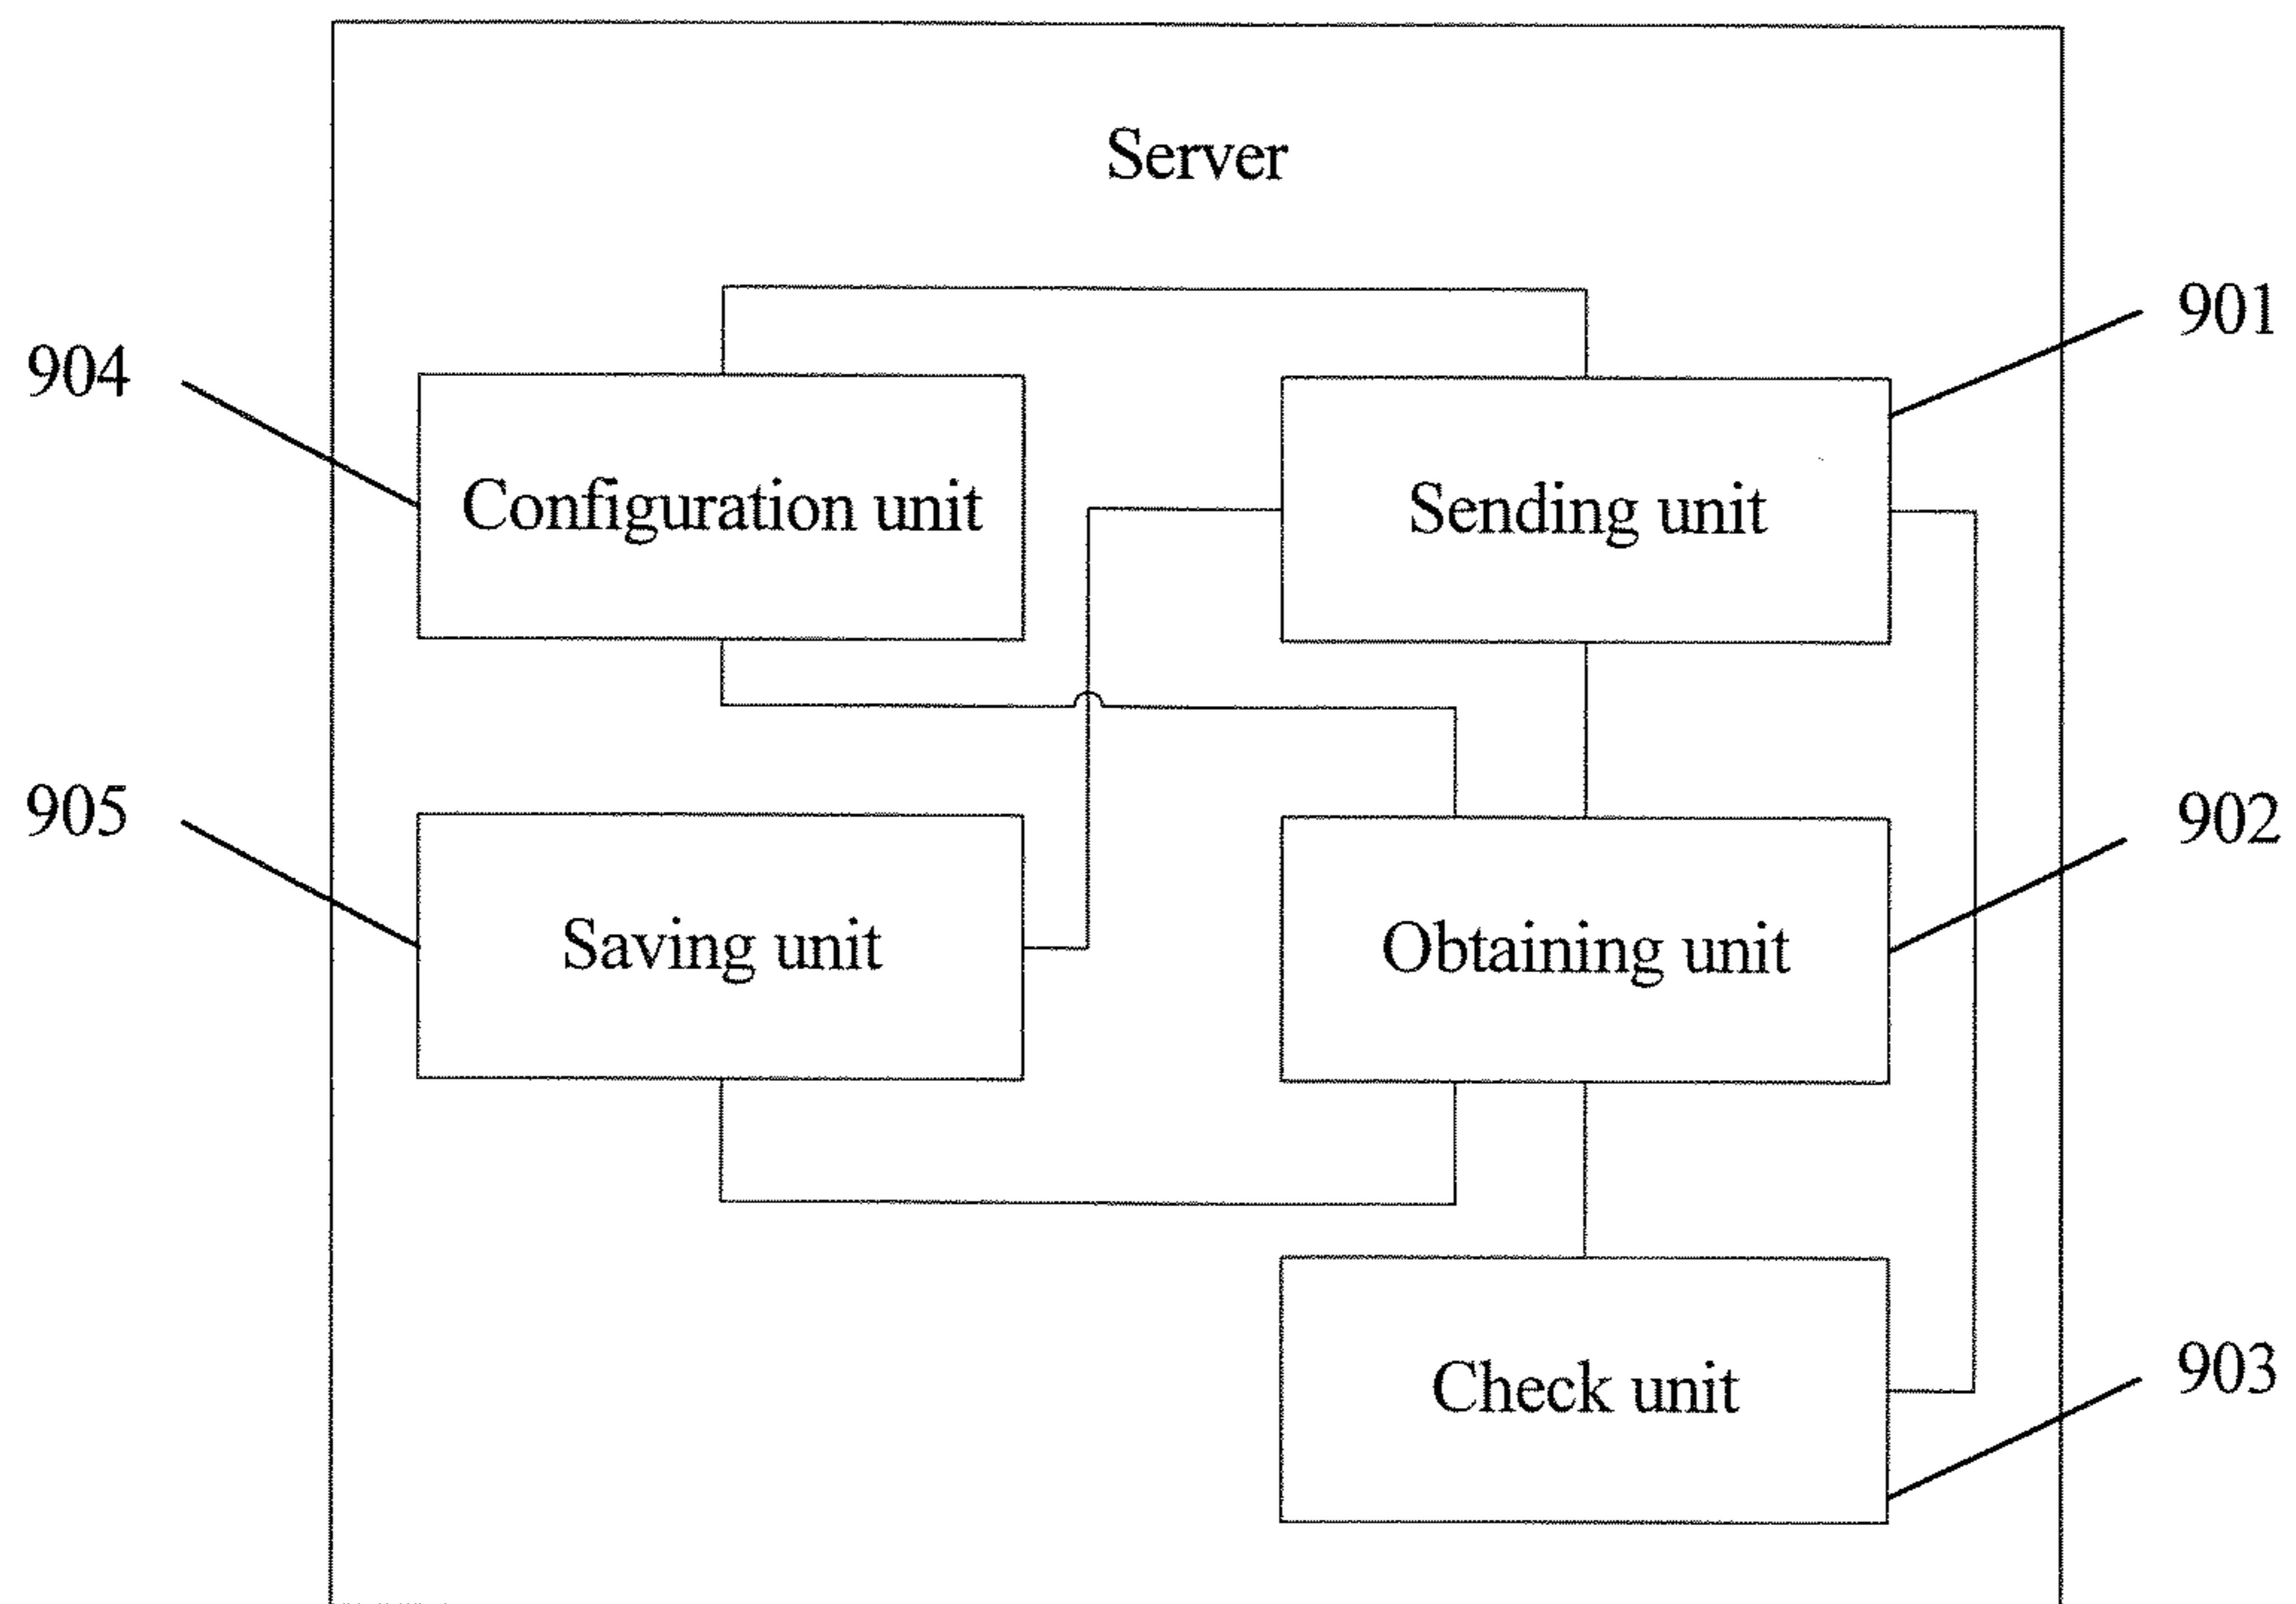 Server
901
904
Configuration unit
Sending unit
905
902
Saving unit
Obtaining unit
903
Check unit